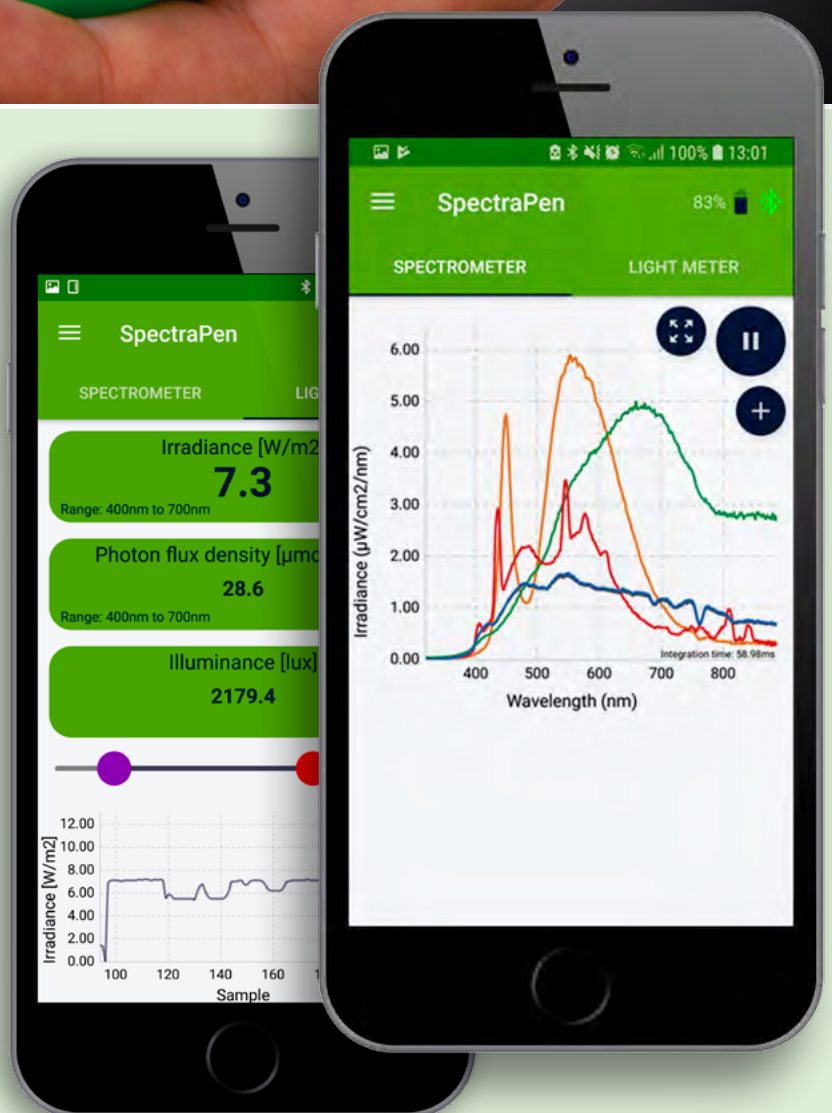 SpectraPen
SPECTROMETER LIG
Irradiance [W/m2
7.3
Range: 400nm to 700nm
Photon flux density [µmo
28.6
Range: 400nm to 700nm
Illuminance [lux]
2179.4
12.00
10.00
8.00
6.00
4.00
2.00
0.00
Irradiance [W/m2]
100 120 140 160 1
Sample
100% 13:01
SpectraPen 83%
SPECTROMETER LIGHT METER
6.00
5.00
4.00
3.00
2.00
1.00
0.00
Irradiance (µW/cm2/nm)
Integration time: 58.98ms
400 500 600 700 800
Wavelength (nm)